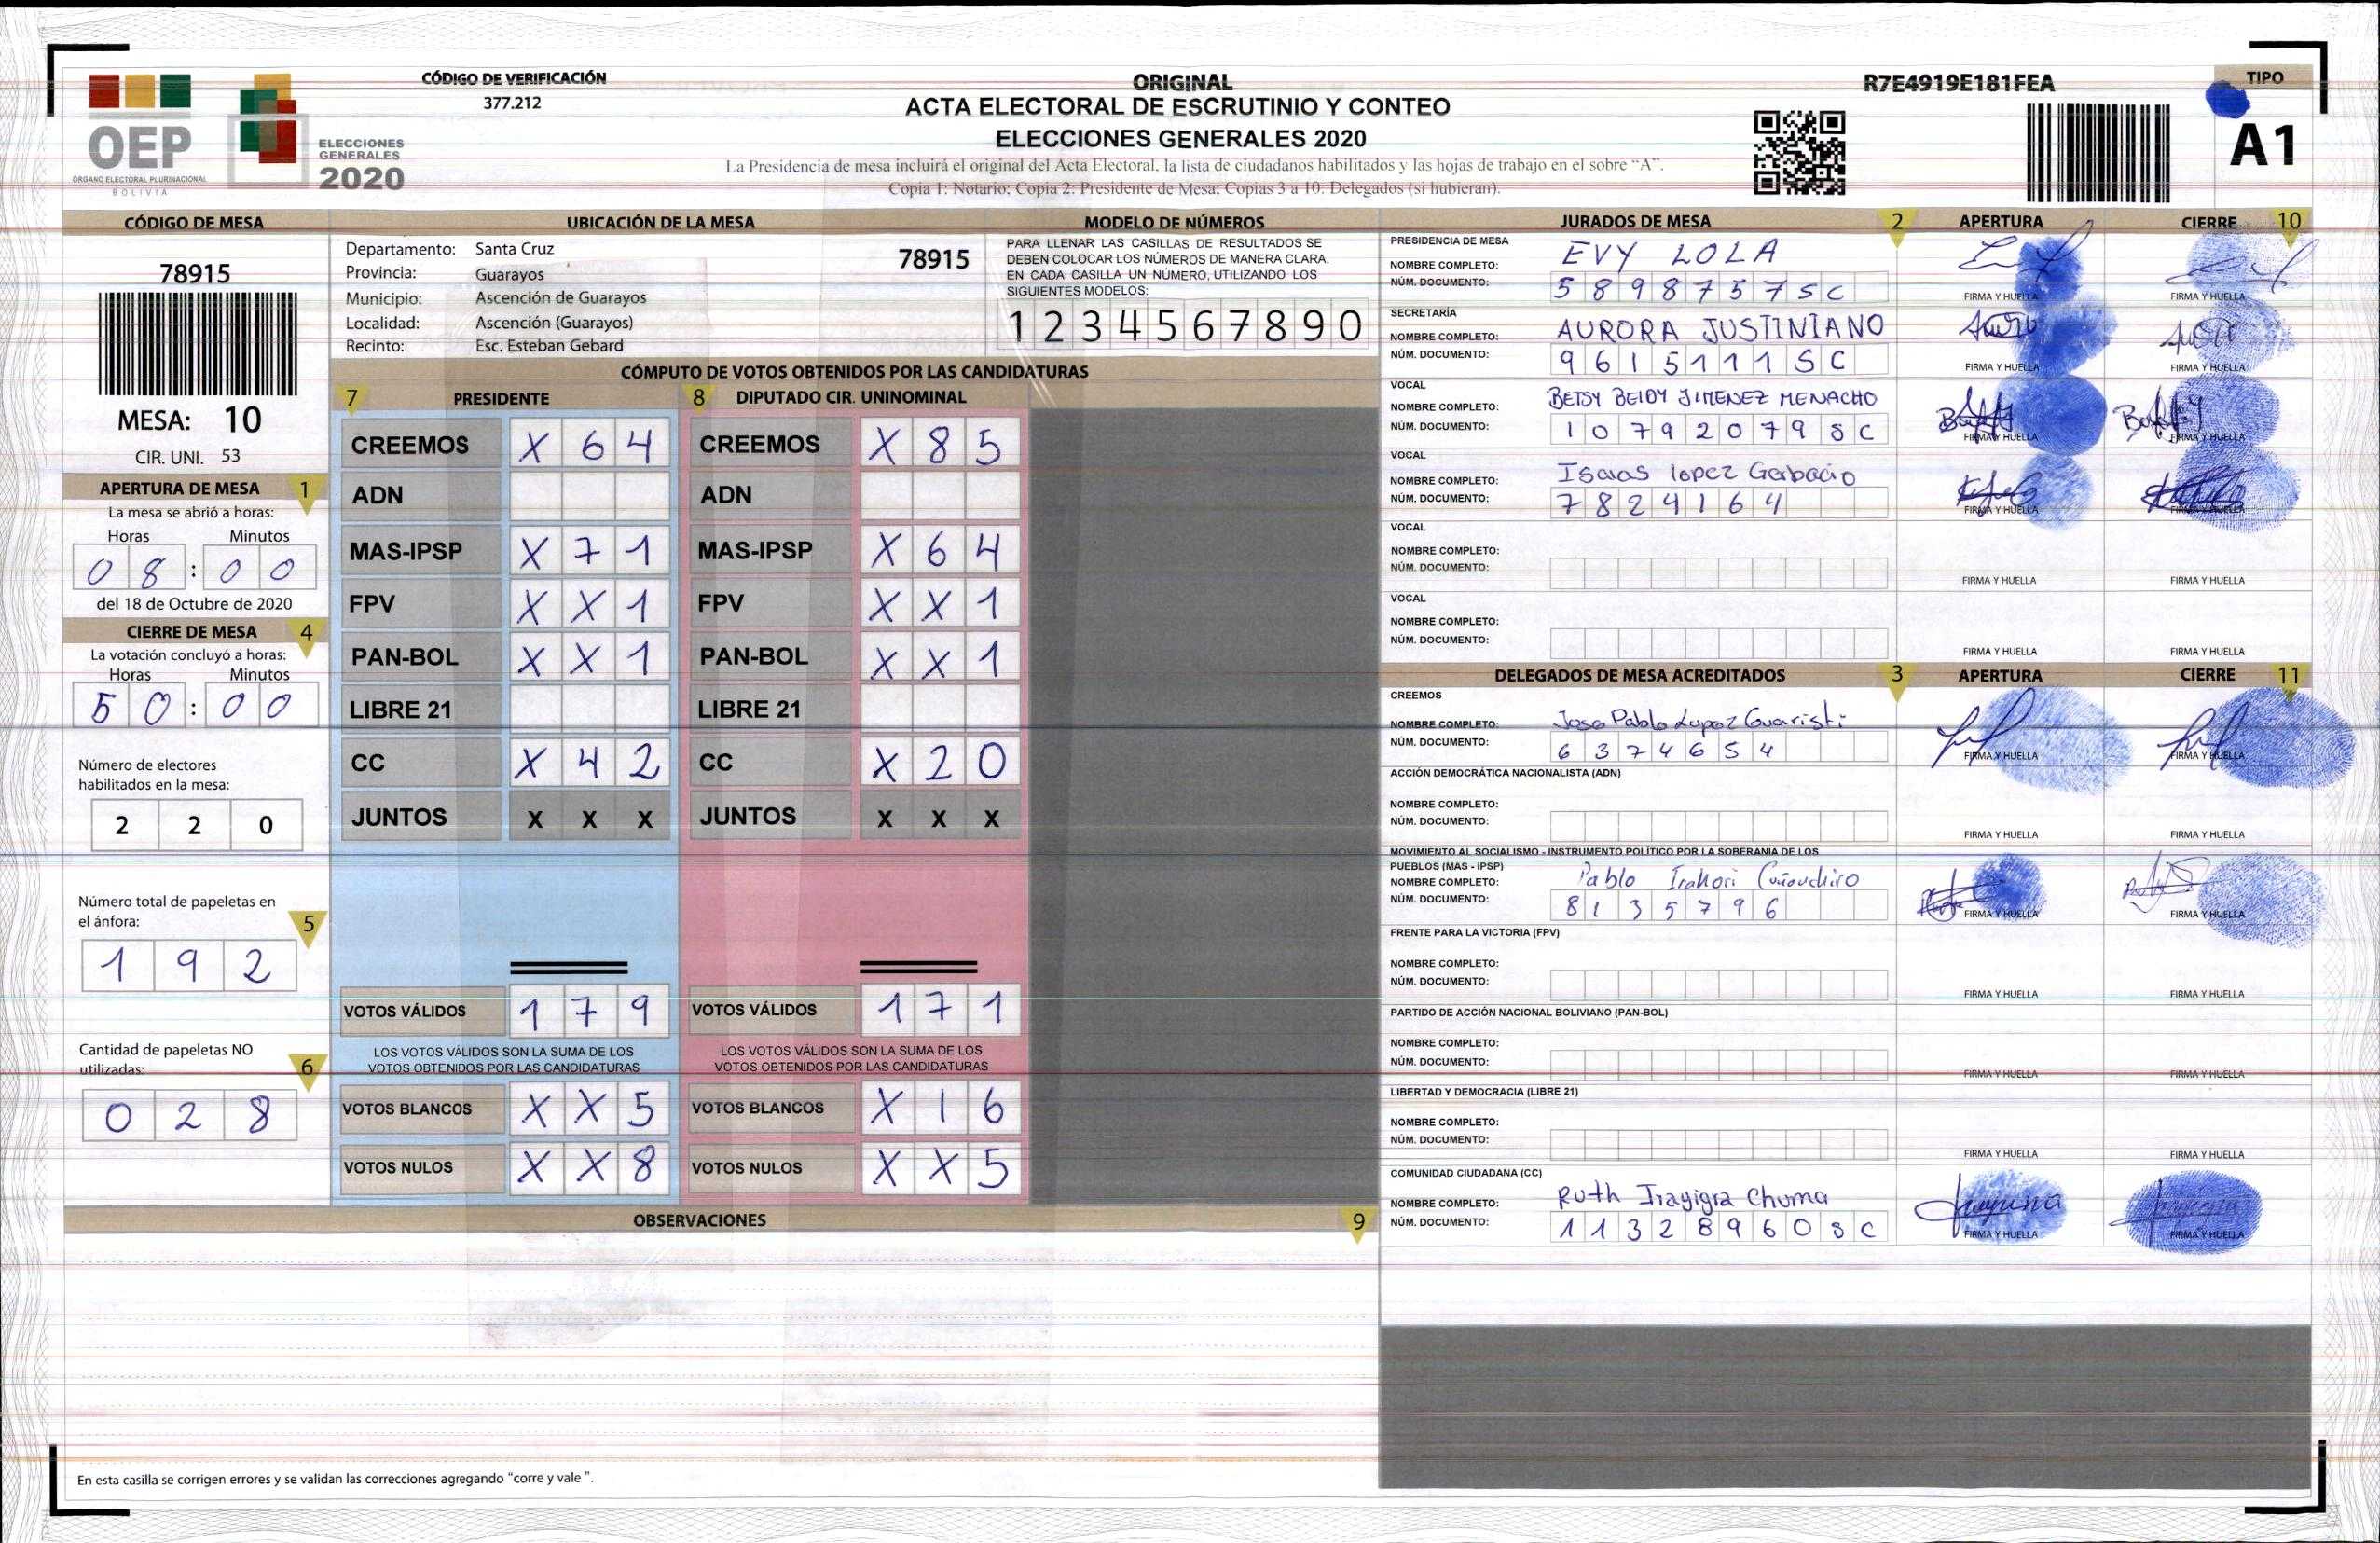 CÓDIGO DE VERIFICACIÓN
377.212
OEP
ÓRGANO ELECTORAL PLURINACIONAL
BOLIVIA
ELECCIONES
GENERALES
2020
ORIGINAL
ACTA ELECTORAL DE ESCRUTINIO Y CONTEO
ELECCIONES GENERALES 2020
La Presidencia de mesa incluirá el original del Acta Electoral, la lista de ciudadanos habilitados y las hojas de trabajo en el sobre “A”.
Copia 1: Notario; Copia 2: Presidente de Mesa; Copias 3 a 10: Delegados (si hubieran).
R7E4919E181FEA
TIPO
A1
CÓDIGO DE MESA
78915
MESA: 10
CIR. UNI. 53
APERTURA DE MESA 1
La mesa se abrió a horas:
Horas Minutos
0 8 : 0 0
del 18 de Octubre de 2020
CIERRE DE MESA 4
La votación concluyó a horas:
Horas Minutos
5 0 : 0 0
Número de electores
habilitados en la mesa:
2 2 0
Número total de papeletas en
el ánfora:
5
1 9 2
Cantidad de papeletas NO
utilizadas:
6
0 2 8
UBICACIÓN DE LA MESA
Departamento: Santa Cruz
Provincia: Guarayos
Municipio: Ascención de Guarayos
Localidad: Ascención (Guarayos)
Recinto: Esc. Esteban Gebard
78915
MODELO DE NÚMEROS
PARA LLENAR LAS CASILLAS DE RESULTADOS SE
DEBEN COLOCAR LOS NÚMEROS DE MANERA CLARA.
EN CADA CASILLA UN NÚMERO, UTILIZANDO LOS
SIGUIENTES MODELOS:
1 2 3 4 5 6 7 8 9 0
CÓMPUTO DE VOTOS OBTENIDOS POR LAS CANDIDATURAS
7 PRESIDENTE 8 DIPUTADO CIR. UNINOMINAL
CREEMOS X 6 4 CREEMOS X 8 5
ADN ADN
MAS-IPSP X 7 1 MAS-IPSP X 6 4
FPV X X 1 FPV X X 1
PAN-BOL X X 1 PAN-BOL X X 1
LIBRE 21 LIBRE 21
CC X 4 2 CC X 2 0
JUNTOS X X X JUNTOS X X X
VOTOS VÁLIDOS 1 7 9 VOTOS VÁLIDOS 1 7 1
LOS VOTOS VÁLIDOS SON LA SUMA DE LOS LOS VOTOS VÁLIDOS SON LA SUMA DE LOS
VOTOS OBTENIDOS POR LAS CANDIDATURAS VOTOS OBTENIDOS POR LAS CANDIDATURAS
VOTOS BLANCOS X X 5 VOTOS BLANCOS X 1 6
VOTOS NULOS X X 8 VOTOS NULOS X X 5
OBSERVACIONES 9
En esta casilla se corrigen errores y se validan las correcciones agregando “corre y vale”.
JURADOS DE MESA 2 APERTURA CIERRE 10
PRESIDENCIA DE MESA
NOMBRE COMPLETO: EVY LOLA
NÚM. DOCUMENTO: 5 8 9 8 7 5 7 S C
FIRMA Y HUELLA FIRMA Y HUELLA
SECRETARÍA
NOMBRE COMPLETO: AURORA JUSTINIANO
NÚM. DOCUMENTO: 9 6 1 5 1 1 1 S C
FIRMA Y HUELLA FIRMA Y HUELLA
VOCAL
NOMBRE COMPLETO: BETSY BEIDY JIMENEZ MENACHO
NÚM. DOCUMENTO: 1 0 7 9 2 0 7 9 S C
FIRMA Y HUELLA FIRMA Y HUELLA
VOCAL
NOMBRE COMPLETO: Isaias lopez Gerbacio
NÚM. DOCUMENTO: 7 8 2 4 1 6 4
FIRMA Y HUELLA FIRMA Y HUELLA
VOCAL
NOMBRE COMPLETO:
NÚM. DOCUMENTO:
FIRMA Y HUELLA FIRMA Y HUELLA
VOCAL
NOMBRE COMPLETO:
NÚM. DOCUMENTO:
FIRMA Y HUELLA FIRMA Y HUELLA
DELEGADOS DE MESA ACREDITADOS 3 APERTURA CIERRE 11
CREEMOS
NOMBRE COMPLETO: Jose Pablo Lopez Guaristi
NÚM. DOCUMENTO: 6 3 7 4 6 5 4
FIRMA Y HUELLA FIRMA Y HUELLA
ACCIÓN DEMOCRÁTICA NACIONALISTA (ADN)
NOMBRE COMPLETO:
NÚM. DOCUMENTO:
FIRMA Y HUELLA FIRMA Y HUELLA
MOVIMIENTO AL SOCIALISMO - INSTRUMENTO POLÍTICO POR LA SOBERANIA DE LOS
PUEBLOS (MAS - IPSP)
NOMBRE COMPLETO: Pablo
NÚM. DOCUMENTO: 8 1 3 5 7 9 6
FIRMA Y HUELLA FIRMA Y HUELLA
FRENTE PARA LA VICTORIA (FPV)
NOMBRE COMPLETO:
NÚM. DOCUMENTO:
FIRMA Y HUELLA FIRMA Y HUELLA
PARTIDO DE ACCIÓN NACIONAL BOLIVIANO (PAN-BOL)
NOMBRE COMPLETO:
NÚM. DOCUMENTO:
FIRMA Y HUELLA FIRMA Y HUELLA
LIBERTAD Y DEMOCRACIA (LIBRE 21)
NOMBRE COMPLETO:
NÚM. DOCUMENTO:
FIRMA Y HUELLA FIRMA Y HUELLA
COMUNIDAD CIUDADANA (CC)
NOMBRE COMPLETO: Ruth Irayigra Chuma
NÚM. DOCUMENTO: 1 1 3 2 8 9 6 0 S C
FIRMA Y HUELLA FIRMA Y HUELLA